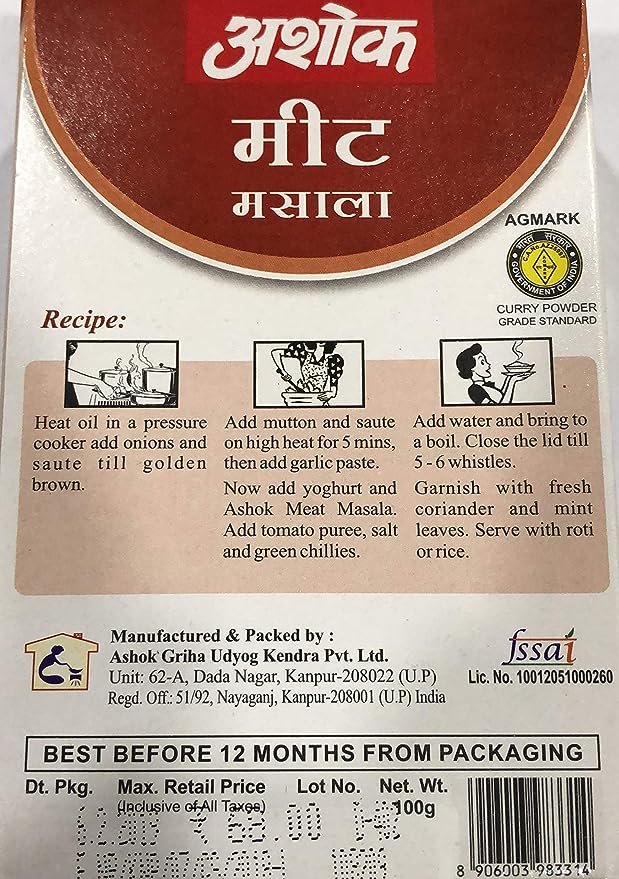 अशोक
मीट
मसाला
AGMARK
भारत सरकार
GOVERNMENT OF INDIA
CURRY POWDER
GRADE STANDARD
Recipe:
Heat oil in a pressure
cooker add onions and
saute till golden
brown.
Add mutton and saute
on high heat for 5 mins,
then add garlic paste.
Now add yoghurt and
Ashok Meat Masala.
Add tomato puree, salt
and green chillies.
Add water and bring to
a boil. Close the lid till
5-6 whistles.
Garnish with fresh
coriander and mint
leaves. Serve with roti
or rice.
Manufactured & Packed by :
Ashok Griha Udyog Kendra Pvt. Ltd.
Unit: 62-A, Dada Nagar, Kanpur-208022 (U.P)
Regd. Off.: 51/92, Nayaganj, Kanpur-208001 (U.P) India
fssai
Lic. No. 10012051000260
BEST BEFORE 12 MONTHS FROM PACKAGING
Dt. Pkg. Max. Retail Price Lot No. Net. Wt.
(Inclusive of All Taxes) 100g
₹ 68.00
8 906003 983314